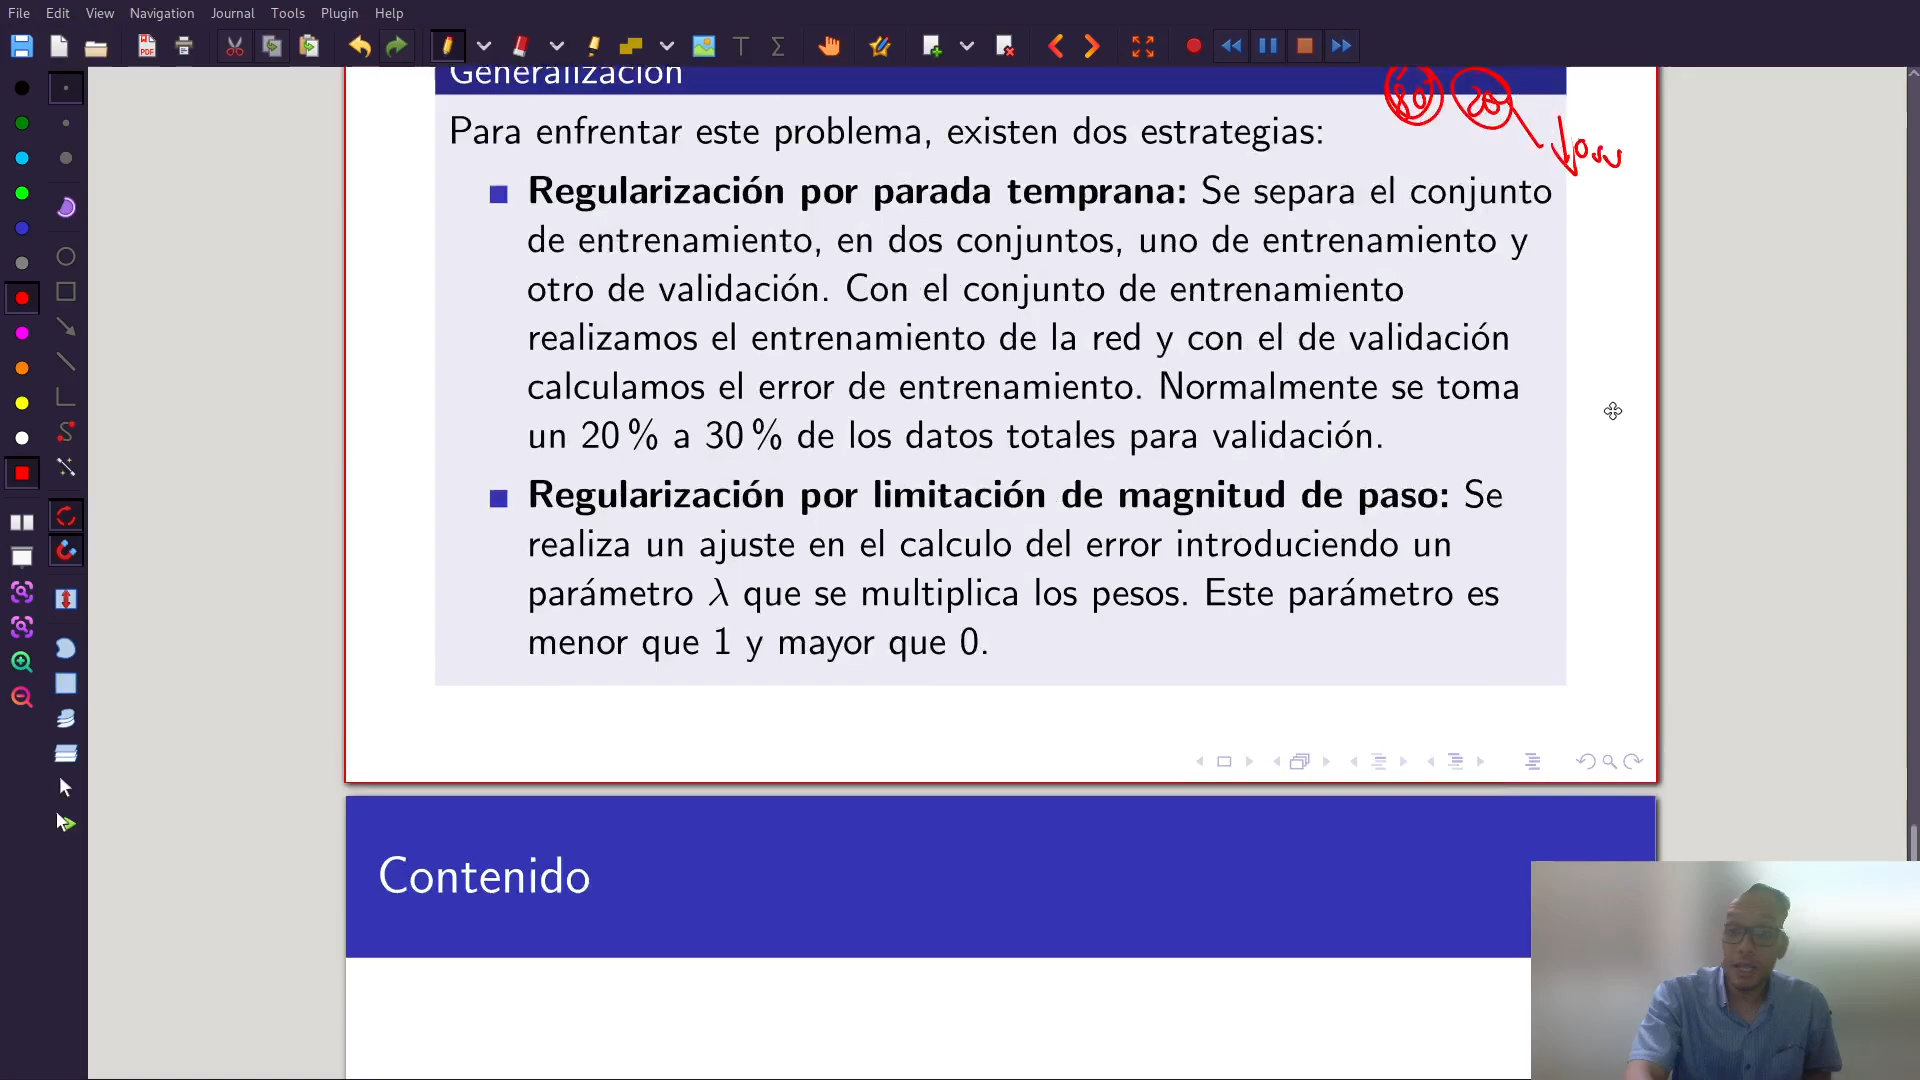 File Edit View Navigation Journal Tools Plugin Help
Generalización
80 20
loss
Para enfrentar este problema, existen dos estrategias:
Regularización por parada temprana: Se separa el conjunto
de entrenamiento, en dos conjuntos, uno de entrenamiento y
otro de validación. Con el conjunto de entrenamiento
realizamos el entrenamiento de la red y con el de validación
calculamos el error de entrenamiento. Normalmente se toma
un 20 % a 30 % de los datos totales para validación.
Regularización por limitación de magnitud de paso: Se
realiza un ajuste en el calculo del error introduciendo un
parámetro λ que se multiplica los pesos. Este parámetro es
menor que 1 y mayor que 0.
Contenido